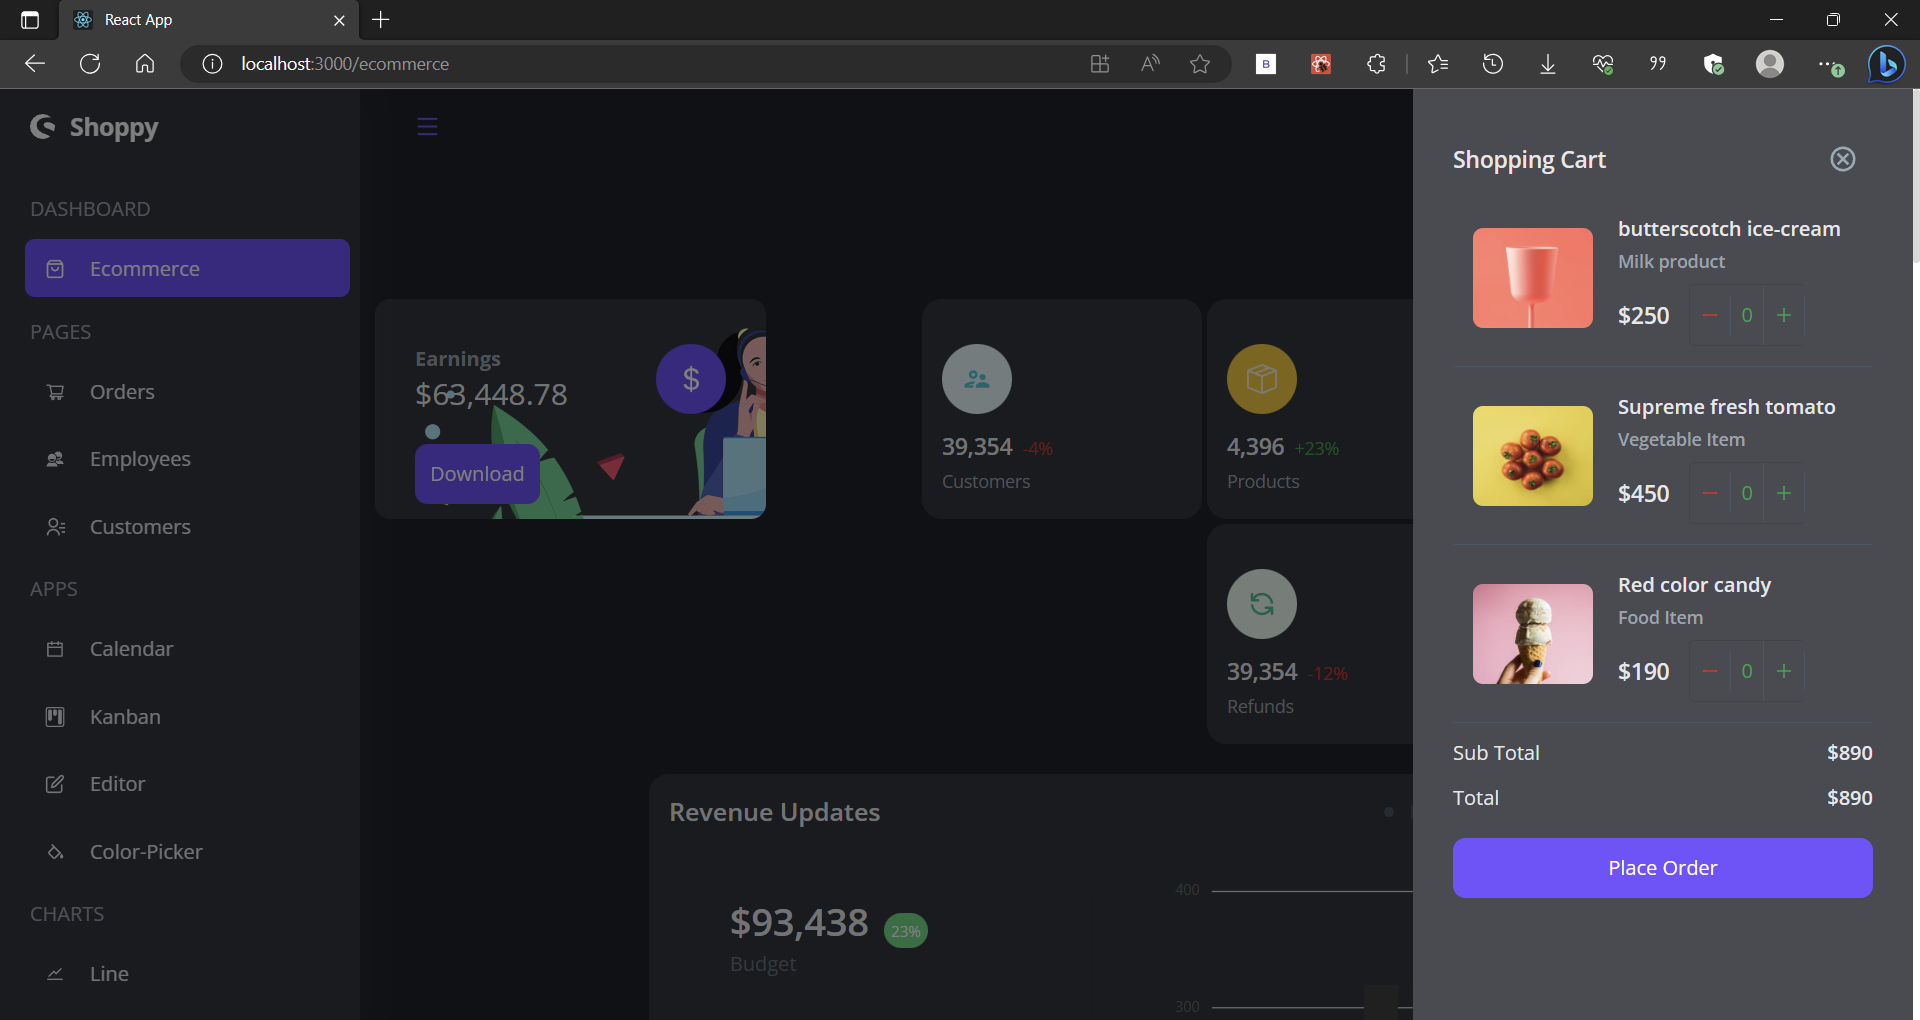 React App
localhost:3000/ecommerce
Shoppy
DASHBOARD
Ecommerce
PAGES
Orders
Employees
Customers
APPS
Calendar
Kanban
Editor
Color-Picker
CHARTS
Line
Earnings
$63,448.78
$
Download
39,354 -4%
Customers
4,396 +23%
Products
39,354 -12%
Refunds
Revenue Updates
$93,438 23%
Budget
400
300
Shopping Cart
butterscotch ice-cream
Milk product
$250 − 0 +
Supreme fresh tomato
Vegetable Item
$450 − 0 +
Red color candy
Food Item
$190 − 0 +
Sub Total $890
Total $890
Place Order